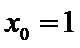 x₀ = 1